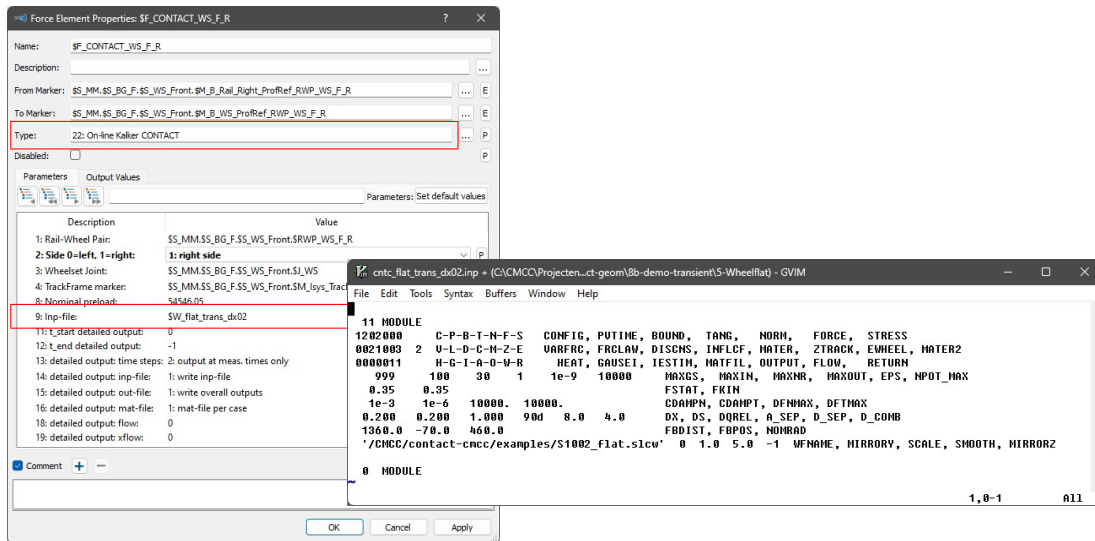 Force Element Properties: $F_CONTACT_WS_F_R ? ×
Name: $F_CONTACT_WS_F_R
Description: ...
From Marker: $S_MM.$S_BG_F.$S_WS_Front.$M_B_Rail_Right_ProfRef_RWP_WS_F_R ... E
To Marker: $S_MM.$S_BG_F.$S_WS_Front.$M_B_WS_ProfRef_RWP_WS_F_R ... E
Type: 22: On-line Kalker CONTACT ... P
Disabled: P
Parameters Output Values
Parameters: Set default values
Description Value
1: Rail-Wheel Pair: $S_MM.$S_BG_F.$S_WS_Front.$RWP_WS_F_R
2: Side 0=left, 1=right: 1: right side P
3: Wheelset Joint: $S_MM.$S_BG_F.$S_WS_Front.$J_WS
4: TrackFrame marker: $S_MM.$S_BG_F.$S_WS_Front.$M_Isys_Trac
8: Nominal preload: 54546.05
9: Inp-file: $W_flat_trans_dx02
11: t_start detailed output: 0
12: t_end detailed output: -1
13: detailed output: time steps: 2: output at meas. times only
14: detailed output: inp-file: 1: write inp-file
15: detailed output: out-file: 1: write overall outputs
16: detailed output: mat-file: 1: mat-file per case
18: detailed output: flow: 0
19: detailed output: xflow: 0
Comment
OK Cancel Apply
cntc_flat_trans_dx02.inp + (C:\CMCC\Projecten...ct-geom\8b-demo-transient\5-Wheelflat) - GVIM
File Edit Tools Syntax Buffers Window Help
11 MODULE
1202000 C-P-B-T-N-F-S CONFIG, PVTIME, BOUND, TANG, NORM, FORCE, STRESS
0021003 2 V-L-D-C-M-Z-E VARFRC, FRCLAW, DISCNS, INFLCF, MATER, ZTRACK, EWHEEL, MATER2
0000011 H-G-I-A-O-W-R HEAT, GAUSEI, IESTIM, MATFIL, OUTPUT, FLOW, RETURN
999 100 30 1 1e-9 10000 MAXGS, MAXIN, MAXNR, MAXOUT, EPS, NPOT_MAX
0.35 0.35 FSTAT, FKIN
1e-3 1e-6 10000. 10000. CDAMPN, CDAMPT, DFNMAX, DFTMAX
0.200 0.200 1.000 90d 8.0 4.0 DX, DS, DQREL, A_SEP, D_SEP, D_COMB
1360.0 -70.0 460.0 FBDIST, FBPOS, NOMRAD
'/CMCC/contact-cmcc/examples/S1002_flat.slcw' 0 1.0 5.0 -1 WFNAME, MIRRORY, SCALE, SMOOTH, MIRRORZ
0 MODULE
~
1,0-1 All